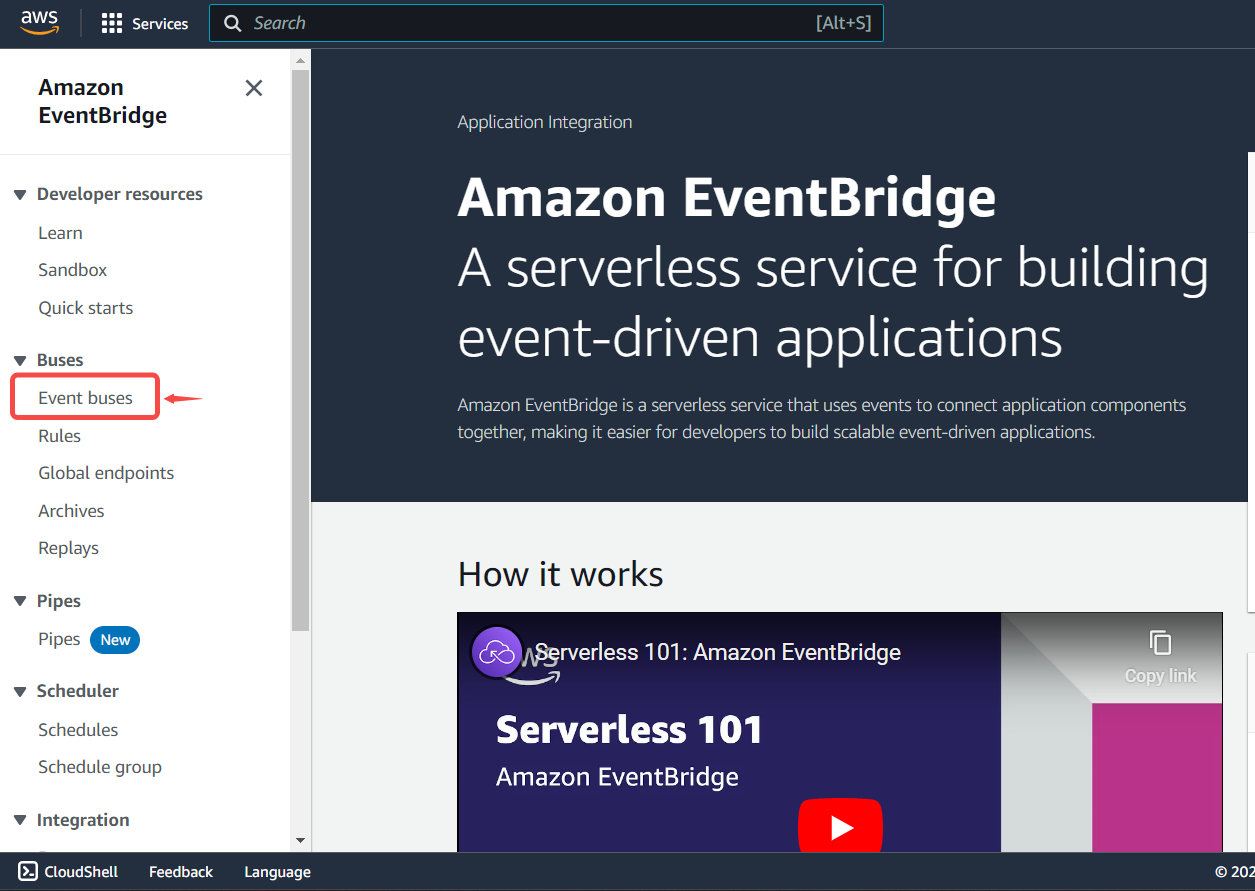 aws
Services
Search
[Alt+S]
Amazon
EventBridge
Developer resources
Learn
Sandbox
Quick starts
Buses
Event buses
Rules
Global endpoints
Archives
Replays
Pipes
Pipes New
Scheduler
Schedules
Schedule group
Integration
Application Integration
Amazon EventBridge
A serverless service for building
event-driven applications
Amazon EventBridge is a serverless service that uses events to connect application components
together, making it easier for developers to build scalable event-driven applications.
How it works
aws
Serverless 101: Amazon EventBridge
Copy link
Serverless 101
Amazon EventBridge
CloudShell
Feedback
Language
© 202